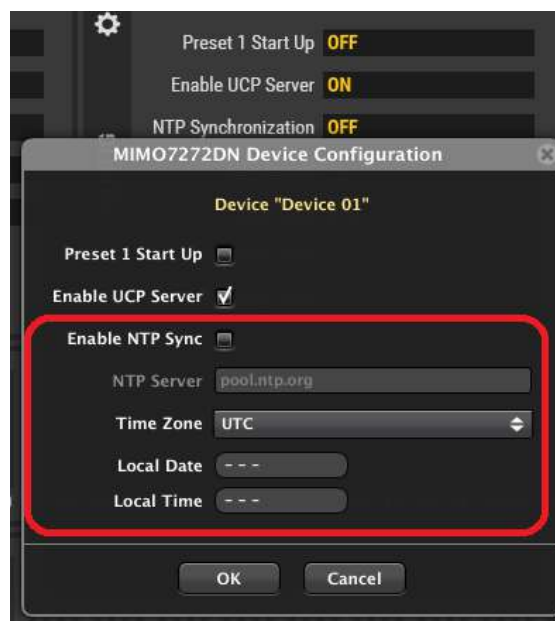 Preset 1 Start Up OFF
Enable UCP Server ON
NTP Synchronization OFF
MIMO7272DN Device Configuration
Device "Device 01"
Preset 1 Start Up
Enable UCP Server
Enable NTP Sync
NTP Server pool.ntp.org
Time Zone UTC
Local Date ---
Local Time ---
OK Cancel